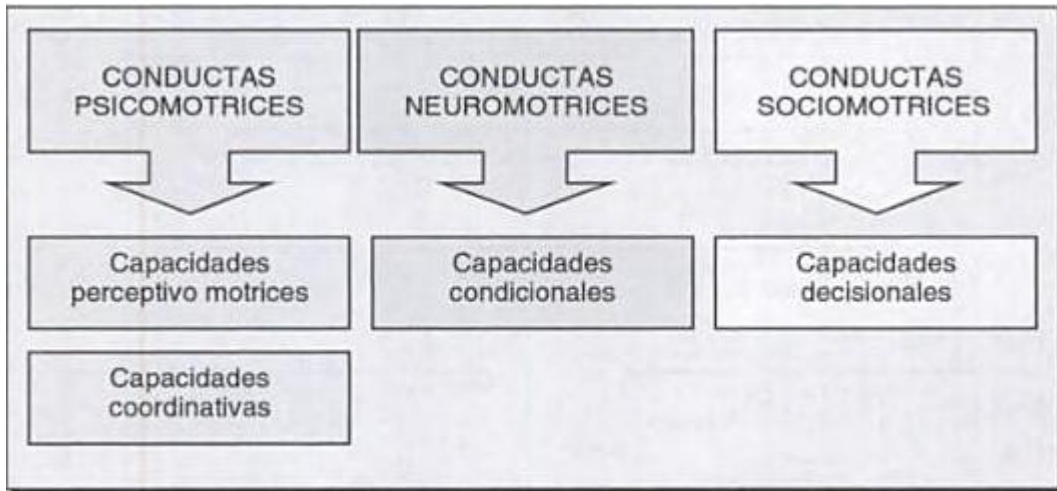 CONDUCTAS
PSICOMOTRICES
CONDUCTAS
NEUROMOTRICES
CONDUCTAS
SOCIOMOTRICES
Capacidades
perceptivo motrices
Capacidades
condicionales
Capacidades
decisionales
Capacidades
coordinativas